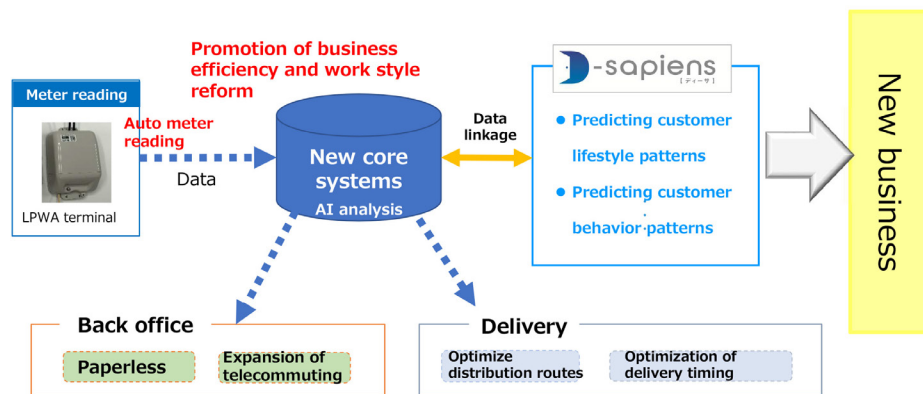 Promotion of business
efficiency and work style
reform
Meter reading
Auto meter
reading
Data
LPWA terminal
New core
systems
AI analysis
Data
linkage
D-sapiens
[ディーサ]
● Predicting customer
lifestyle patterns
● Predicting customer
behavior patterns
New business
Back office
Paperless
Expansion of
telecommuting
Delivery
Optimize
distribution routes
Optimization of
delivery timing